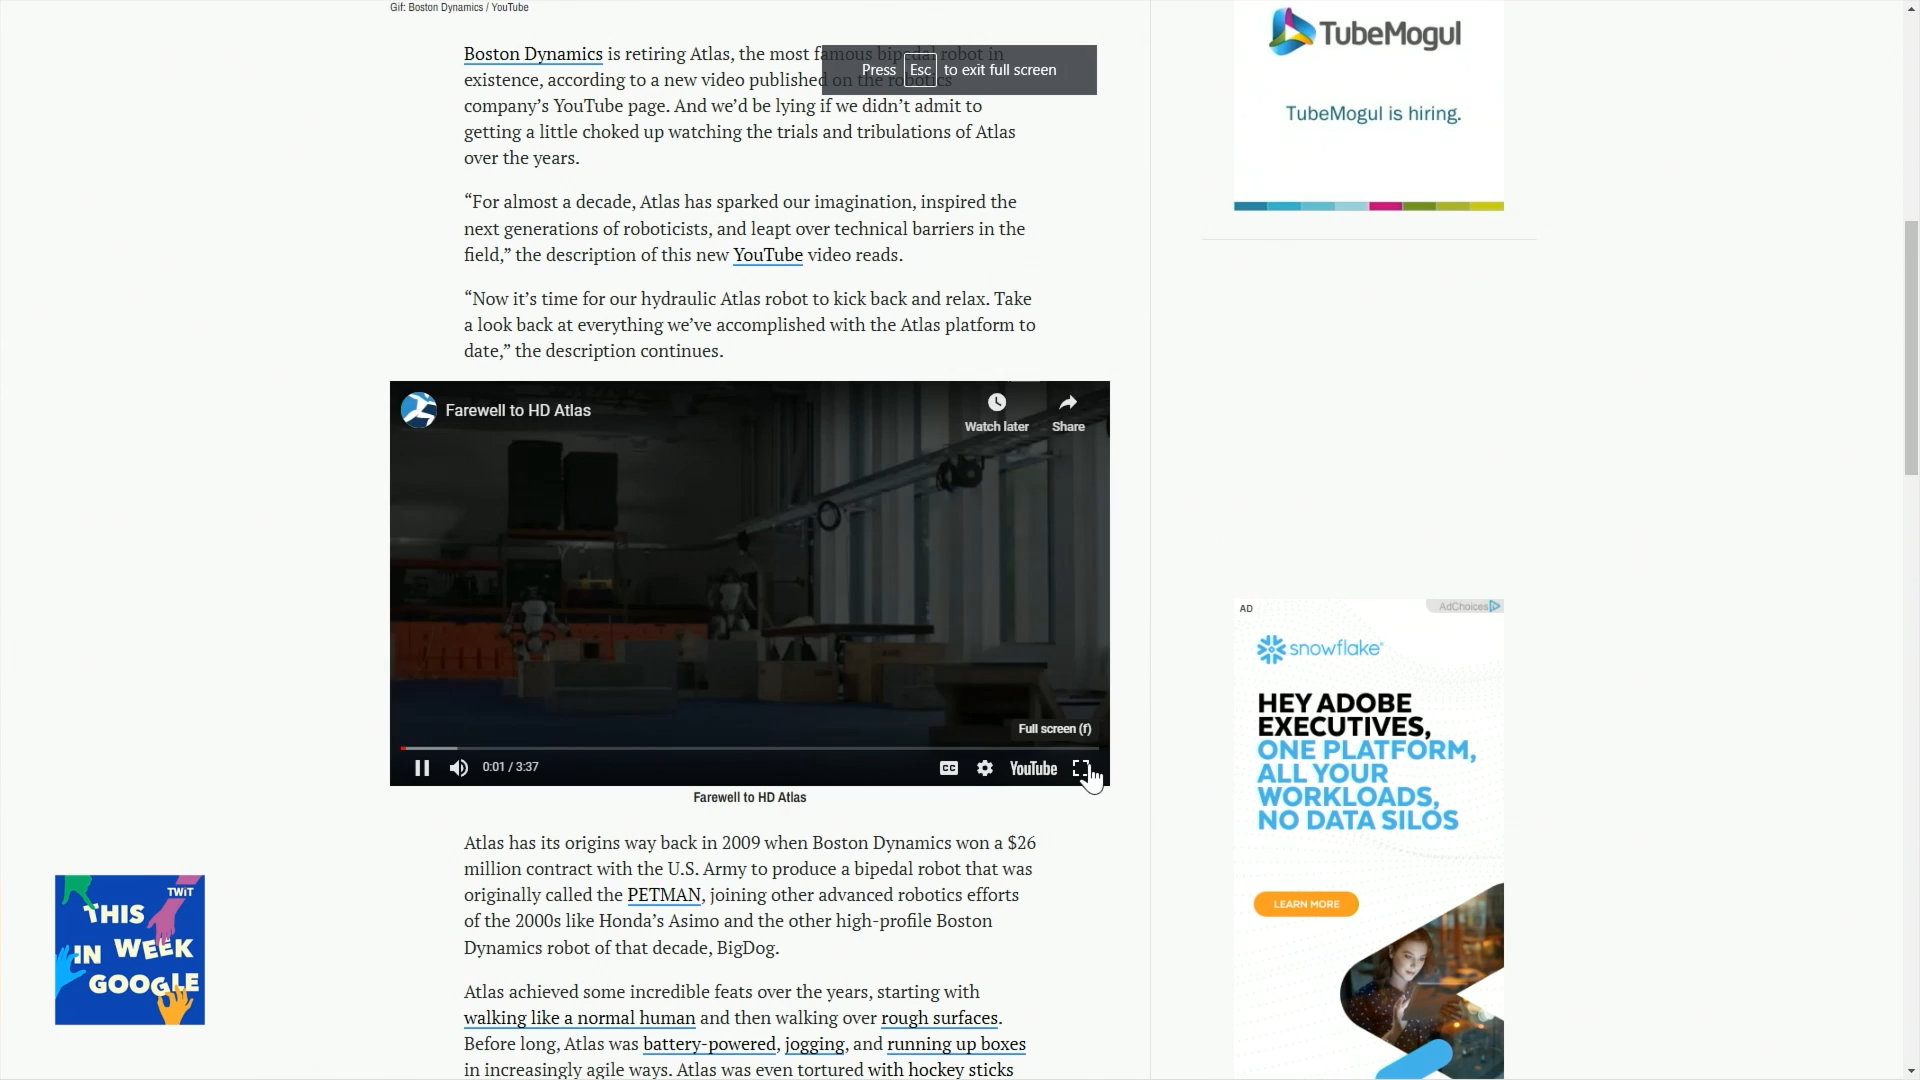 Gif: Boston Dynamics / YouTube
Boston Dynamics is retiring Atlas, the most famous bipedal robot in
existence, according to a new video published on the robotics
company’s YouTube page. And we’d be lying if we didn’t admit to
getting a little choked up watching the trials and tribulations of Atlas
over the years.
Press Esc to exit full screen
“For almost a decade, Atlas has sparked our imagination, inspired the
next generations of roboticists, and leapt over technical barriers in the
field,” the description of this new YouTube video reads.
“Now it’s time for our hydraulic Atlas robot to kick back and relax. Take
a look back at everything we’ve accomplished with the Atlas platform to
date,” the description continues.
Farewell to HD Atlas
Watch later
Share
Full screen (f)
0:01 / 3:37
CC
YouTube
Farewell to HD Atlas
Atlas has its origins way back in 2009 when Boston Dynamics won a $26
million contract with the U.S. Army to produce a bipedal robot that was
originally called the PETMAN, joining other advanced robotics efforts
of the 2000s like Honda’s Asimo and the other high-profile Boston
Dynamics robot of that decade, BigDog.
Atlas achieved some incredible feats over the years, starting with
walking like a normal human and then walking over rough surfaces.
Before long, Atlas was battery-powered, jogging, and running up boxes
in increasingly agile ways. Atlas was even tortured with hockey sticks
TubeMogul
TubeMogul is hiring.
AD
AdChoices
snowflake
HEY ADOBE
EXECUTIVES,
ONE PLATFORM,
ALL YOUR
WORKLOADS,
NO DATA SILOS
LEARN MORE
TWiT
THIS
IN WEEK
GOOGLE